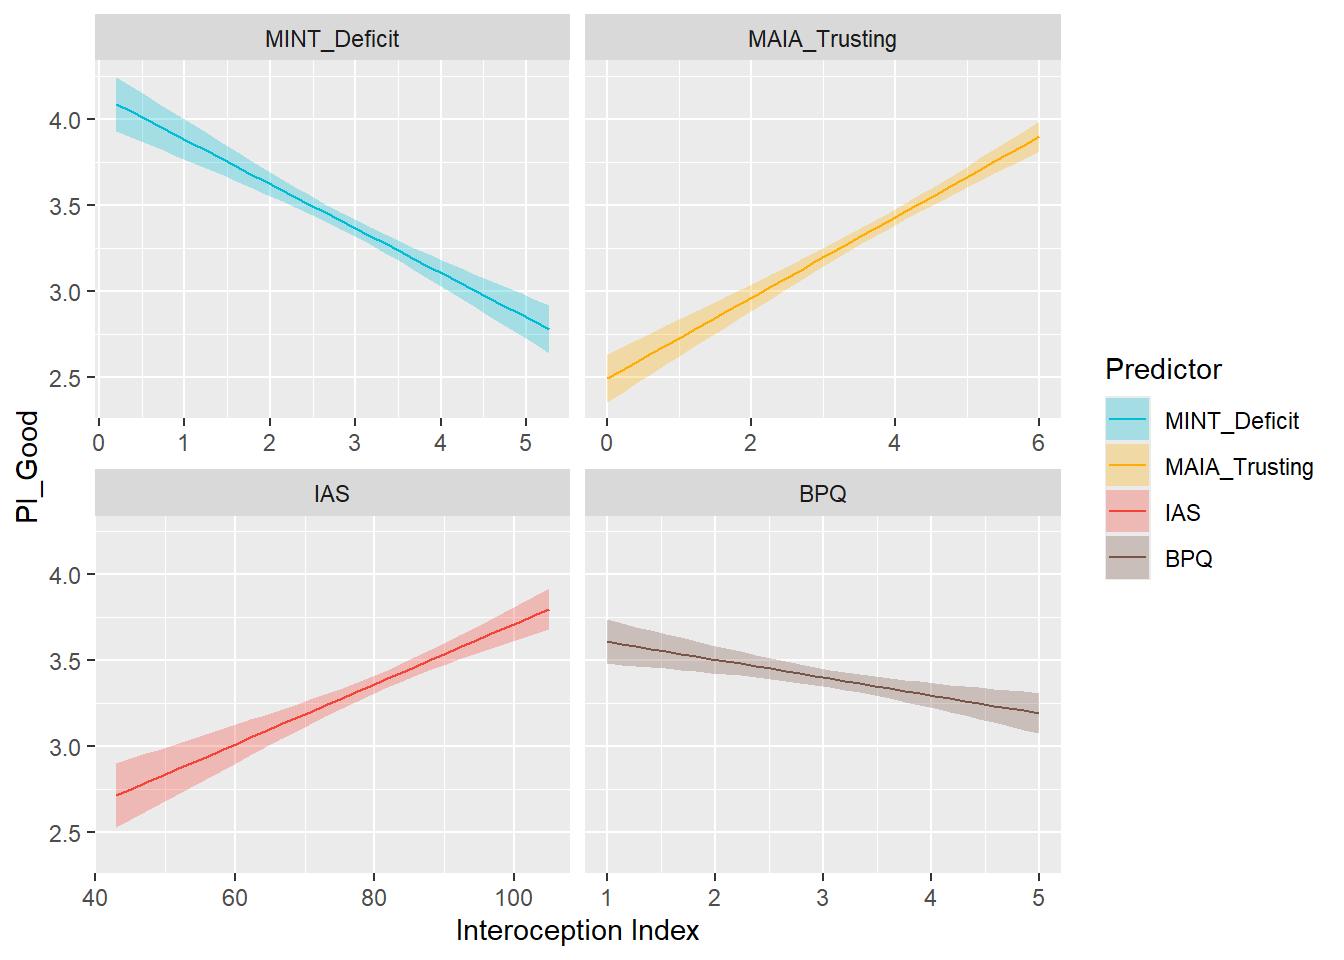 MINT_Deficit
MAIA_Trusting
4.0
3.5
3.0
2.5
0 1 2 3 4 5
0 2 4 6
IAS
BPQ
4.0
3.5
3.0
2.5
40 60 80 100
1 2 3 4 5
PI_Good
Interoception Index
Predictor
MINT_Deficit
MAIA_Trusting
IAS
BPQ